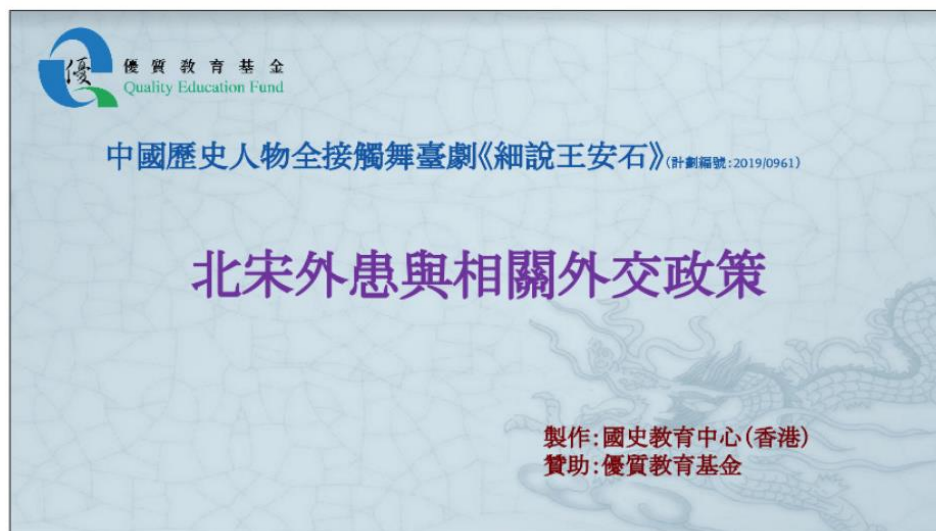 優
優質教育基金
Quality Education Fund
中國歷史人物全接觸舞臺劇《細說王安石》(計劃編號:2019/0961)
北宋外患與相關外交政策
製作:國史教育中心(香港)
贊助:優質教育基金